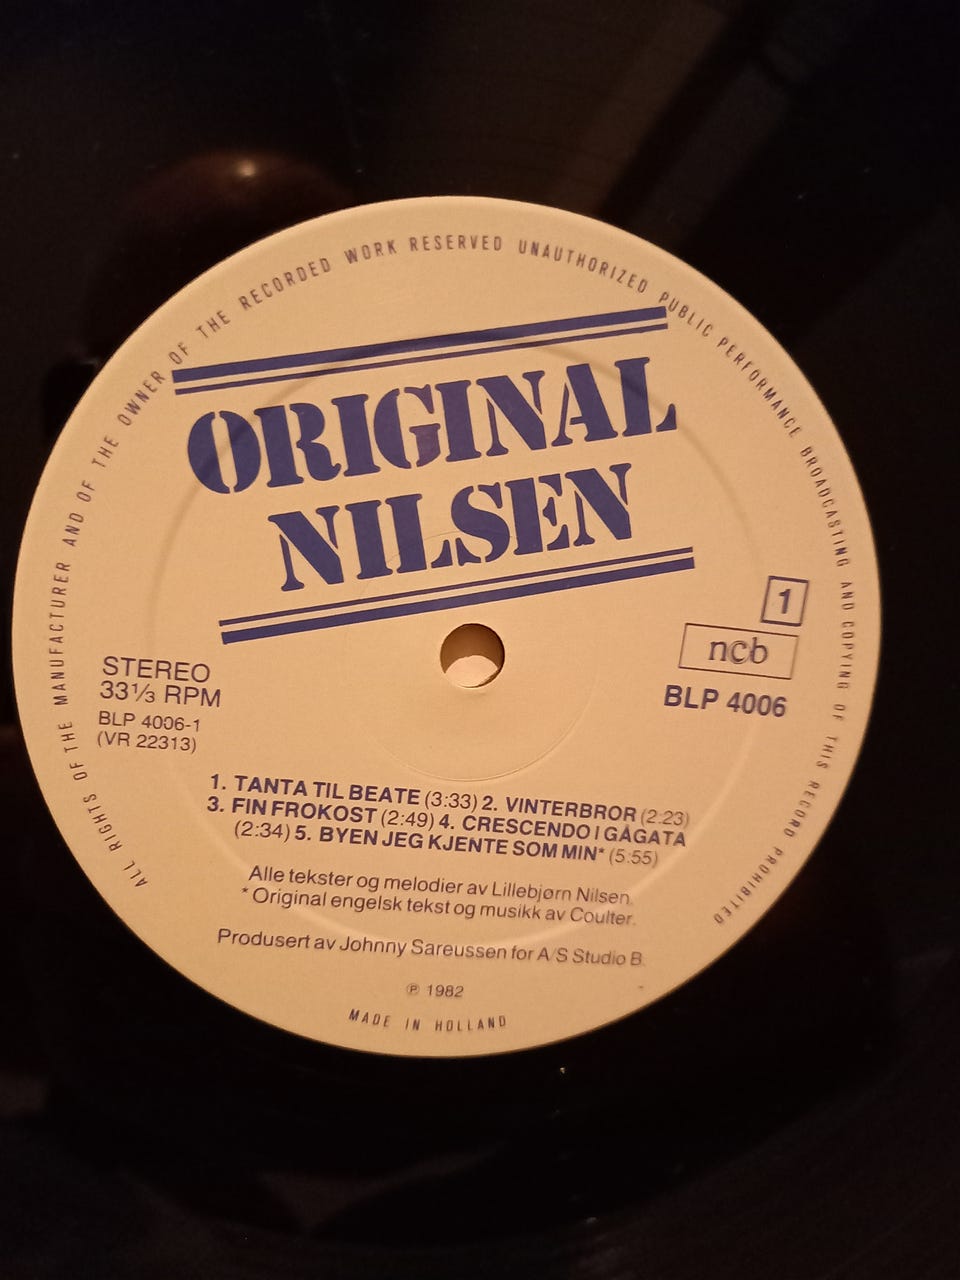 ALL RIGHTS OF THE MANUFACTURER AND OF THE OWNER OF THE RECORDED WORK RESERVED UNAUTHORIZED PUBLIC PERFORMANCE BROADCASTING AND COPYING OF THIS RECORD PROHIBITED
ORIGINAL
NILSEN
1
ncb
BLP 4006
STEREO
33⅓ RPM
BLP 4006-1
(VR 22313)
1. TANTA TIL BEATE (3:33) 2. VINTERBROR (2:23)
3. FIN FROKOST (2:49) 4. CRESCENDO I GÅGATA
(2:34) 5. BYEN JEG KJENTE SOM MIN* (5:55)
Alle tekster og melodier av Lillebjørn Nilsen.
* Original engelsk tekst og musikk av Coulter.
Produsert av Johnny Sareussen for A/S Studio B.
℗ 1982
MADE IN HOLLAND